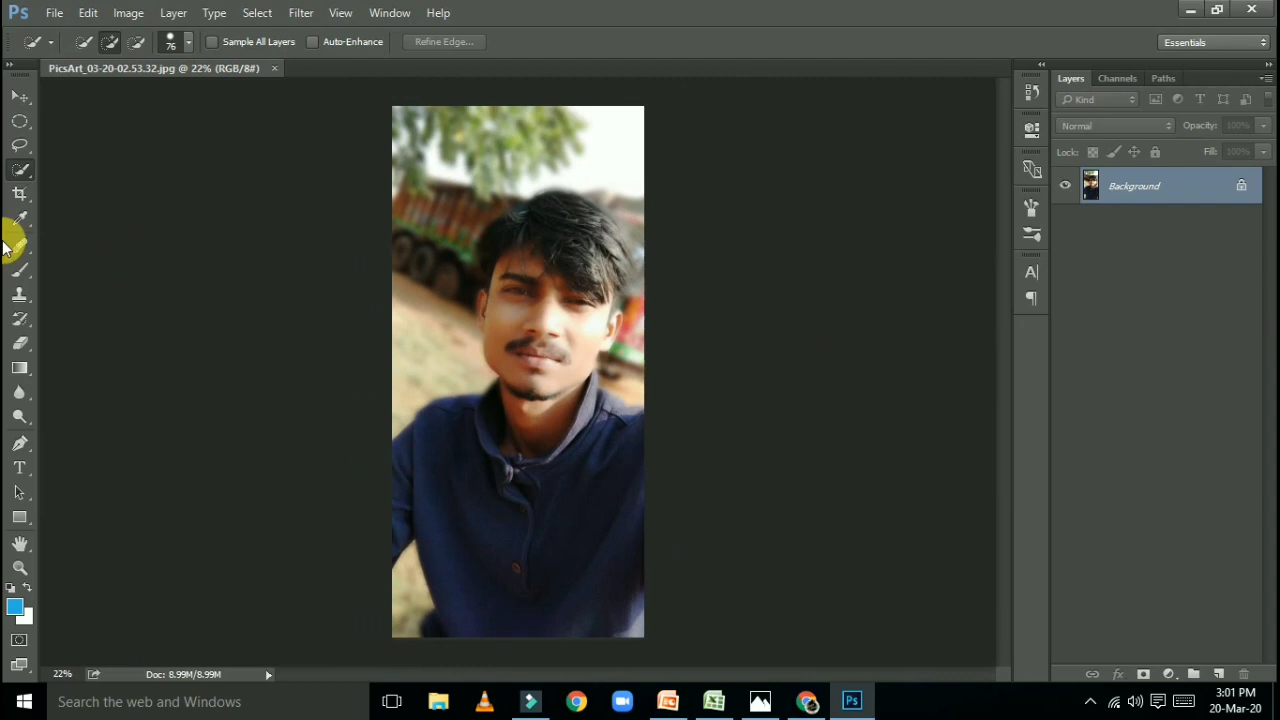 Ps File Edit Image Layer Type Select Filter View Window Help
76 Sample All Layers Auto-Enhance Refine Edge... Essentials
PicsArt_03-20-02.53.32.jpg @ 22% (RGB/8#) ×
Layers Channels Paths
Kind
Normal Opacity: 100%
Lock: Fill: 100%
Background
22% Doc: 8.99M/8.99M
Search the web and Windows
3:01 PM
20-Mar-20